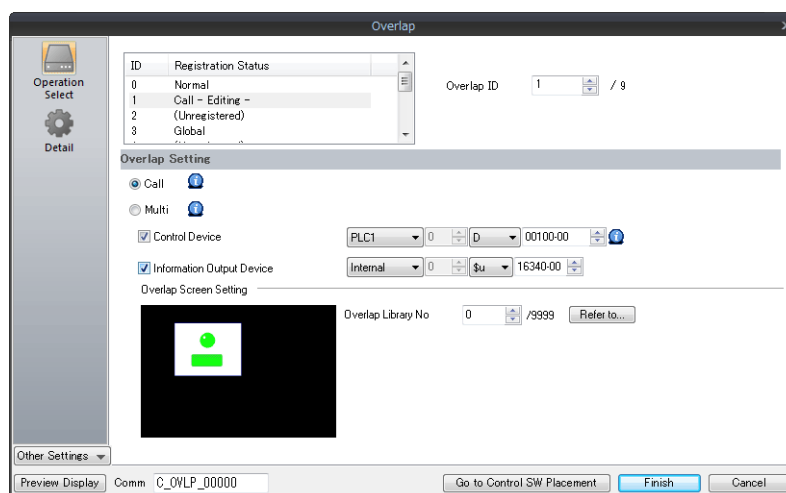 Overlap
Operation
Select
Detail
ID Registration Status
0 Normal
1 Call - Editing -
2 (Unregistered)
3 Global
Overlap ID 1 / 9
Overlap Setting
Call
Multi
Control Device PLC1 0 D 00100-00
Information Output Device Internal 0 $u 16340-00
Overlap Screen Setting
Overlap Library No 0 /9999 Refer to...
Other Settings
Preview Display Comm C_OVLP_00000 Go to Control SW Placement Finish Cancel